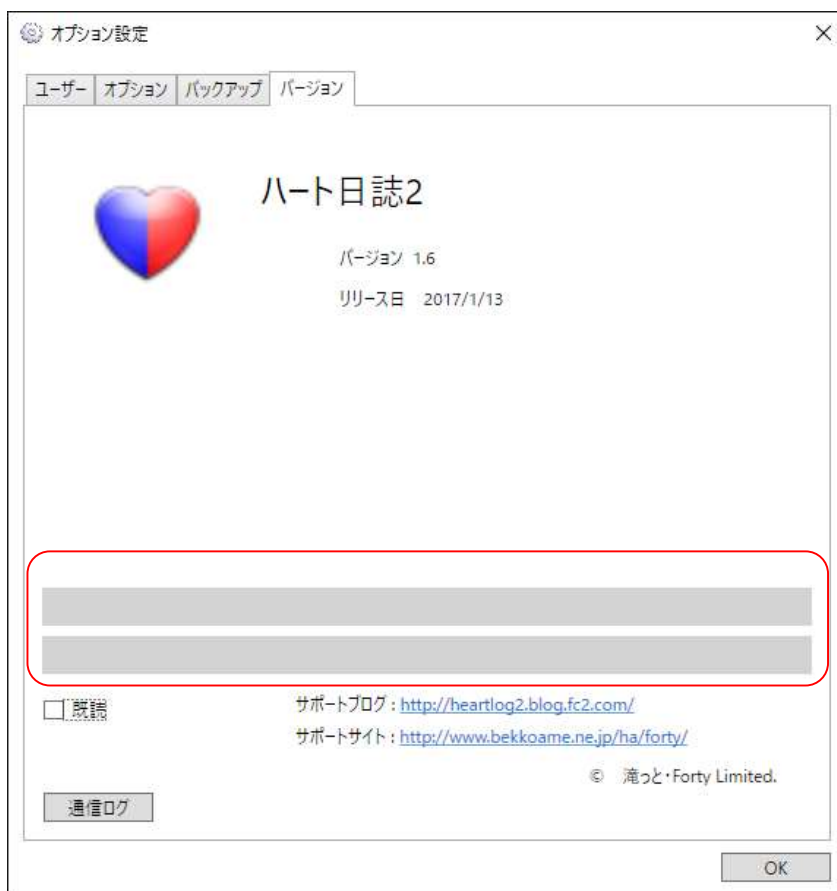 オプション設定
ユーザー オプション バックアップ バージョン
ハート日誌2
バージョン 1.6
リリース日 2017/1/13
既読
サポートブログ : http://heartlog2.blog.fc2.com/
サポートサイト : http://www.bekkoame.ne.jp/ha/forty/
© 滝っと・Forty Limited.
通信ログ
OK